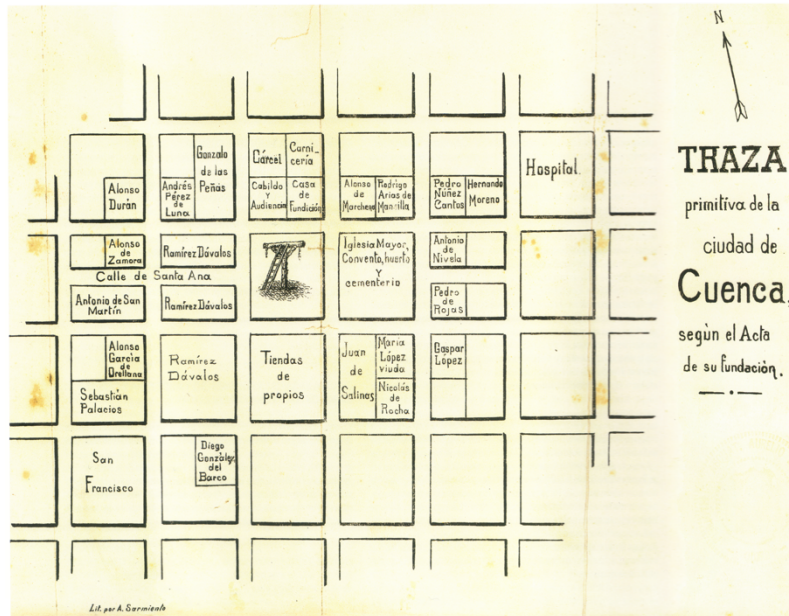 N
TRAZA
primitiva de la
ciudad de
Cuenca,
según el Acta
de su fundación.
Alonso
Durán
Andrés
Pérez
de
Luna
Gonzalo
de las
Peñas
Cárcel
Carni-
cería
Cabildo
y
Audiencia
Casa
de
Fundición
Alonso
de
Marchena
Rodrigo
Arias de
Mansilla
Pedro
Núñez
Cantos
Hernando
Moreno
Hospital.
Alonso
de
Zamora
Ramírez Dávalos
Calle de Santa Ana
Antonio de San
Martín
Ramírez Dávalos
Iglesia Mayor,
Convento, huerto
Y
cementerio
Antonio
de
Nivela
Pedro
de
Rojas
Alonso
García
de
Orellana
Sebastián
Palacios
Ramírez
Dávalos
Tiendas
de
propios
Juan
de
Salinas
María
López
viuda
Nicolás
de
Rocha
Gaspar
López
San
Francisco
Diego
González
del
Barco
Lit. por A. Sarmiento